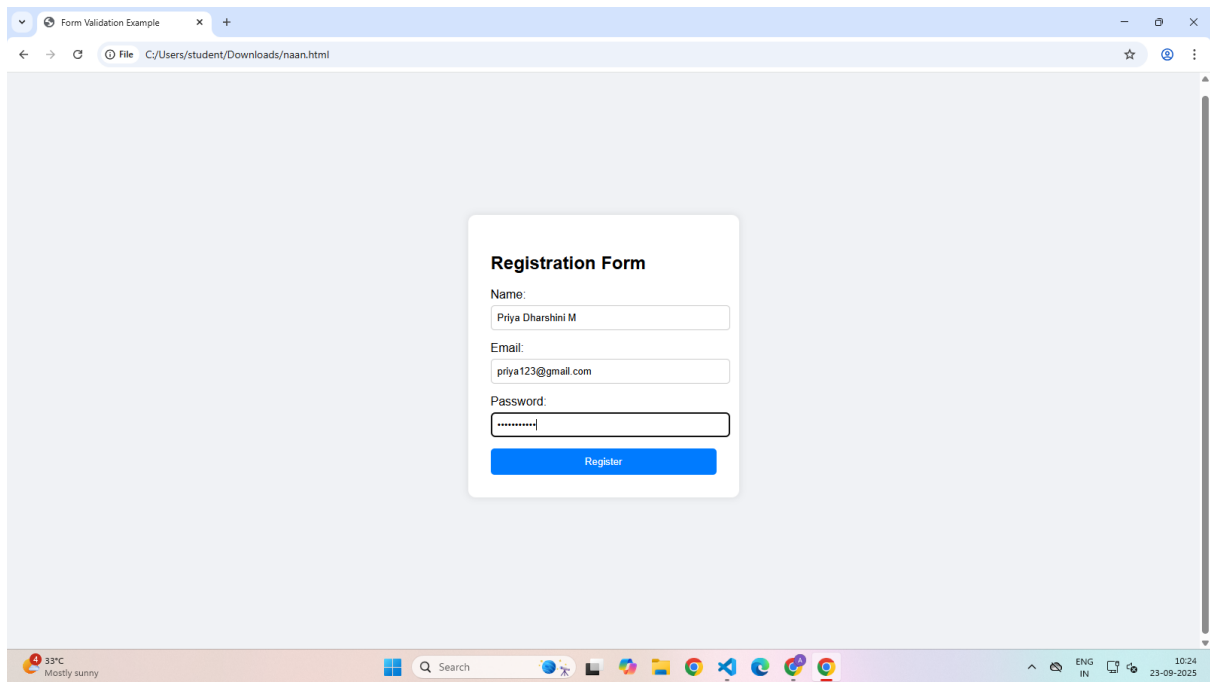 Form Validation Example
File C:/Users/student/Downloads/naan.html
Registration Form
Name:
Priya Dharshini M
Email:
priya123@gmail.com
Password:
•••••••••••
Register
4
33°C
Mostly sunny
Search
A
ENG
IN
10:24
23-09-2025